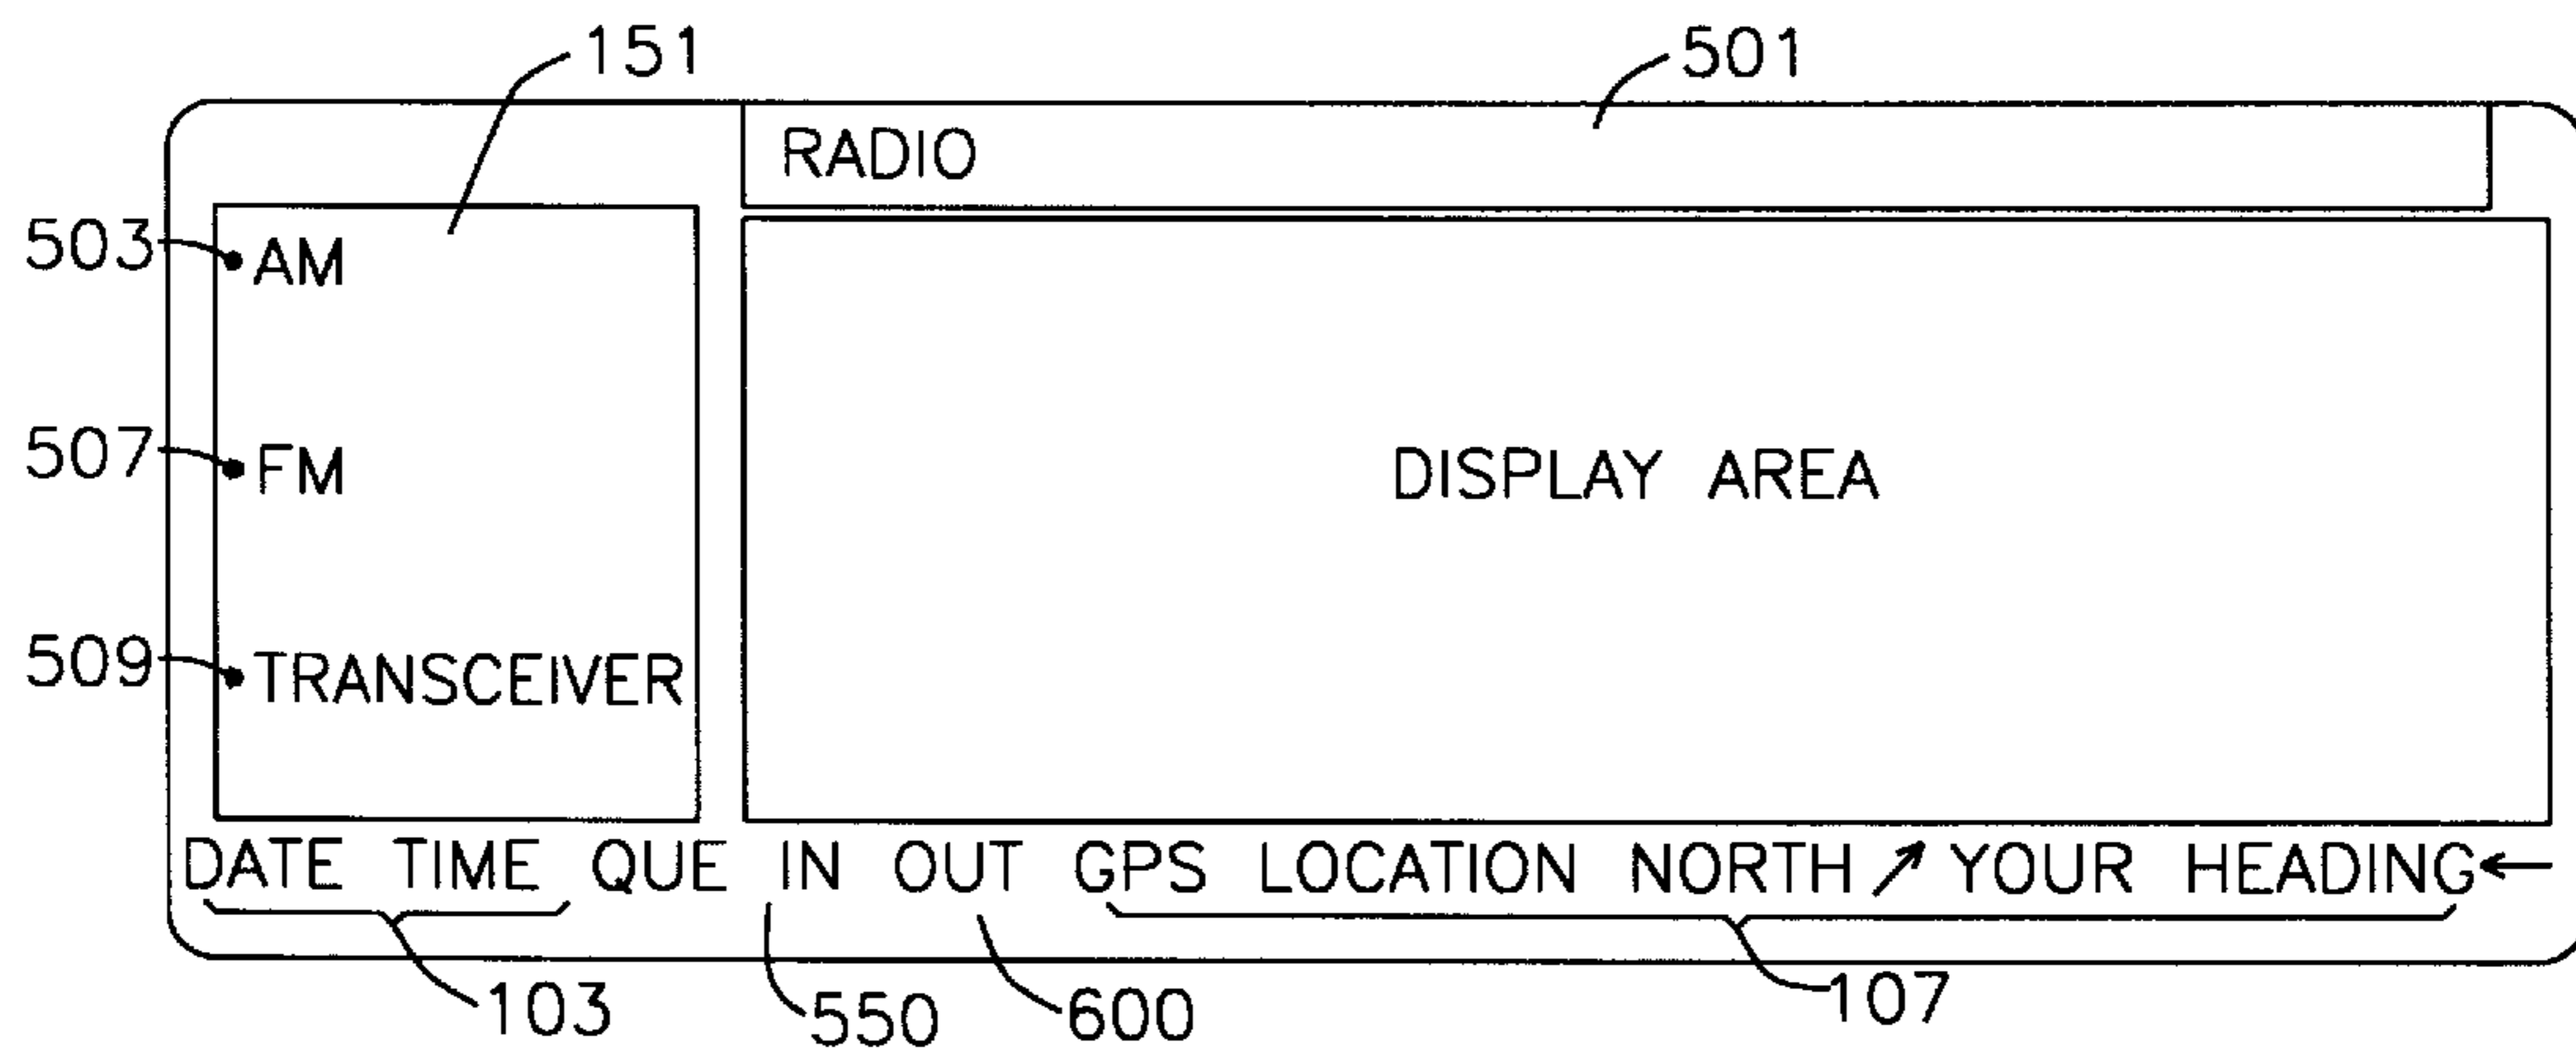 151
501
RADIO
503 AM
507 FM
DISPLAY AREA
509 TRANSCEIVER
DATE TIME QUE IN OUT GPS LOCATION NORTH ↗ YOUR HEADING ←
103
550
600
107